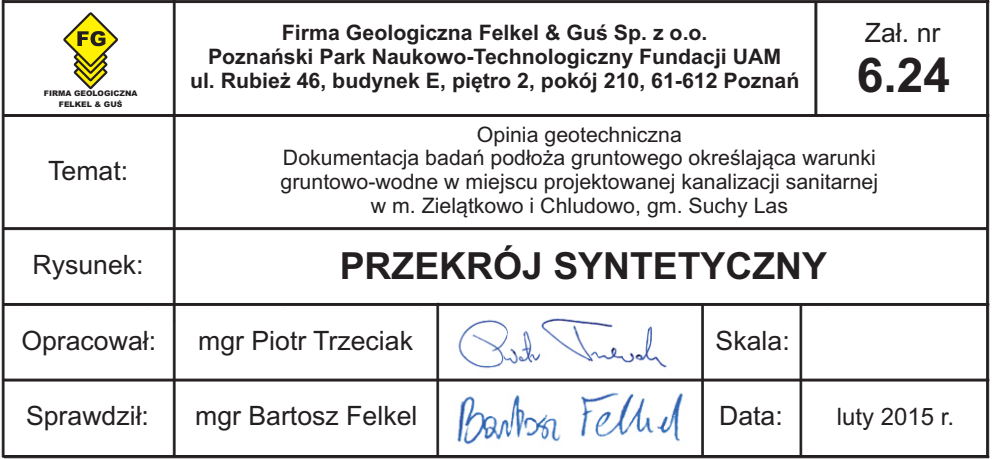 FG
FIRMA GEOLOGICZNA
FELKEL & GUŚ
Firma Geologiczna Felkel & Guś Sp. z o.o.
Poznański Park Naukowo-Technologiczny Fundacji UAM
ul. Rubież 46, budynek E, piętro 2, pokój 210, 61-612 Poznań
Zał. nr
6.24
Temat:
Opinia geotechniczna
Dokumentacja badań podłoża gruntowego określająca warunki
gruntowo-wodne w miejscu projektowanej kanalizacji sanitarnej
w m. Zielątkowo i Chludowo, gm. Suchy Las
Rysunek:
PRZEKRÓJ SYNTETYCZNY
Opracował:
mgr Piotr Trzeciak
Piotr Trzeciak
Skala:
Sprawdził:
mgr Bartosz Felkel
Bartosz Felkel
Data:
luty 2015 r.